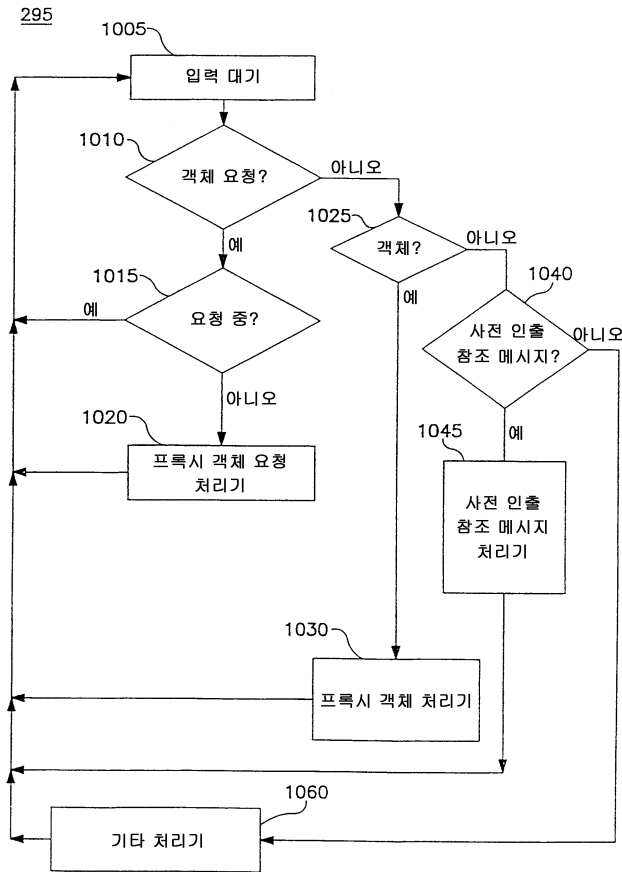 295
1005
입력 대기
1010
객체 요청?
아니오
1025
객체?
아니오
예
1015
예
요청 중?
예
1040
사전 인출
참조 메시지?
아니오
아니오
1020
프록시 객체 요청
처리기
예
1045
사전 인출
참조 메시지
처리기
1030
프록시 객체 처리기
1060
기타 처리기